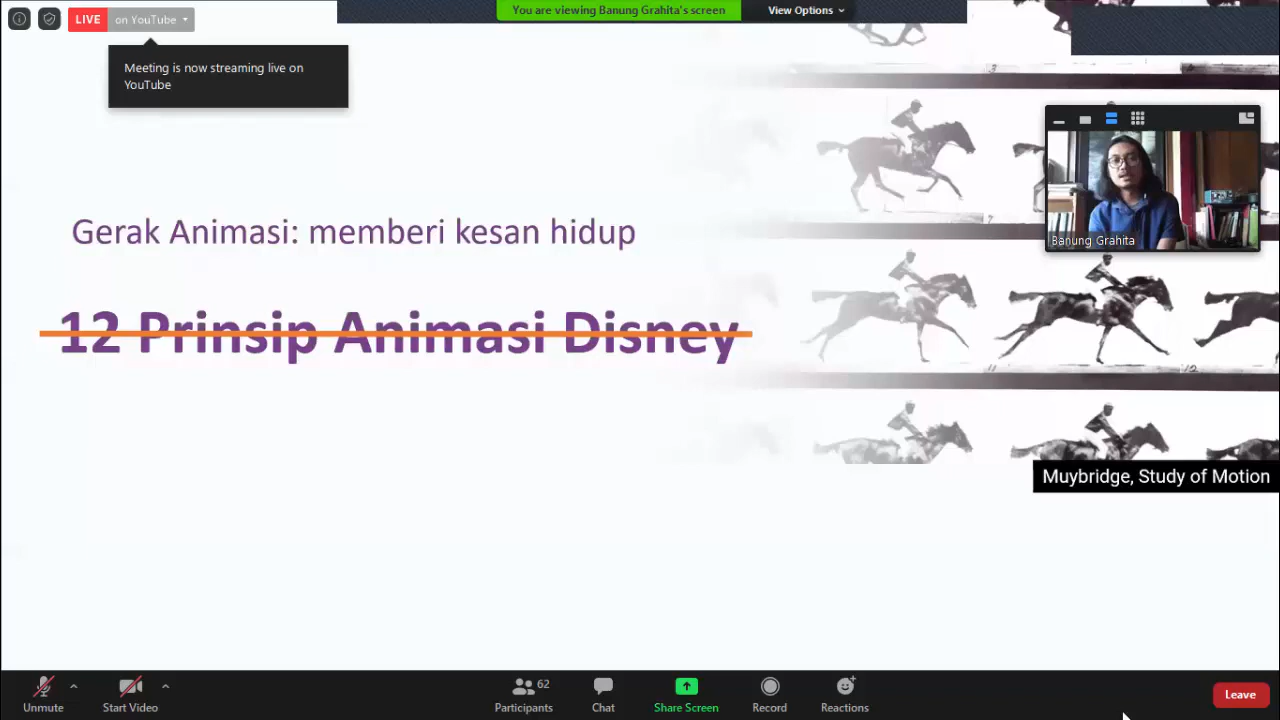 LIVE on YouTube
You are viewing Banung Grahita's screen
View Options
Meeting is now streaming live on
YouTube
Gerak Animasi: memberi kesan hidup
12 Prinsip Animasi Disney
Banung Grahita
11
12
Muybridge, Study of Motion
Unmute
Start Video
62
Participants
Chat
Share Screen
Record
Reactions
Leave